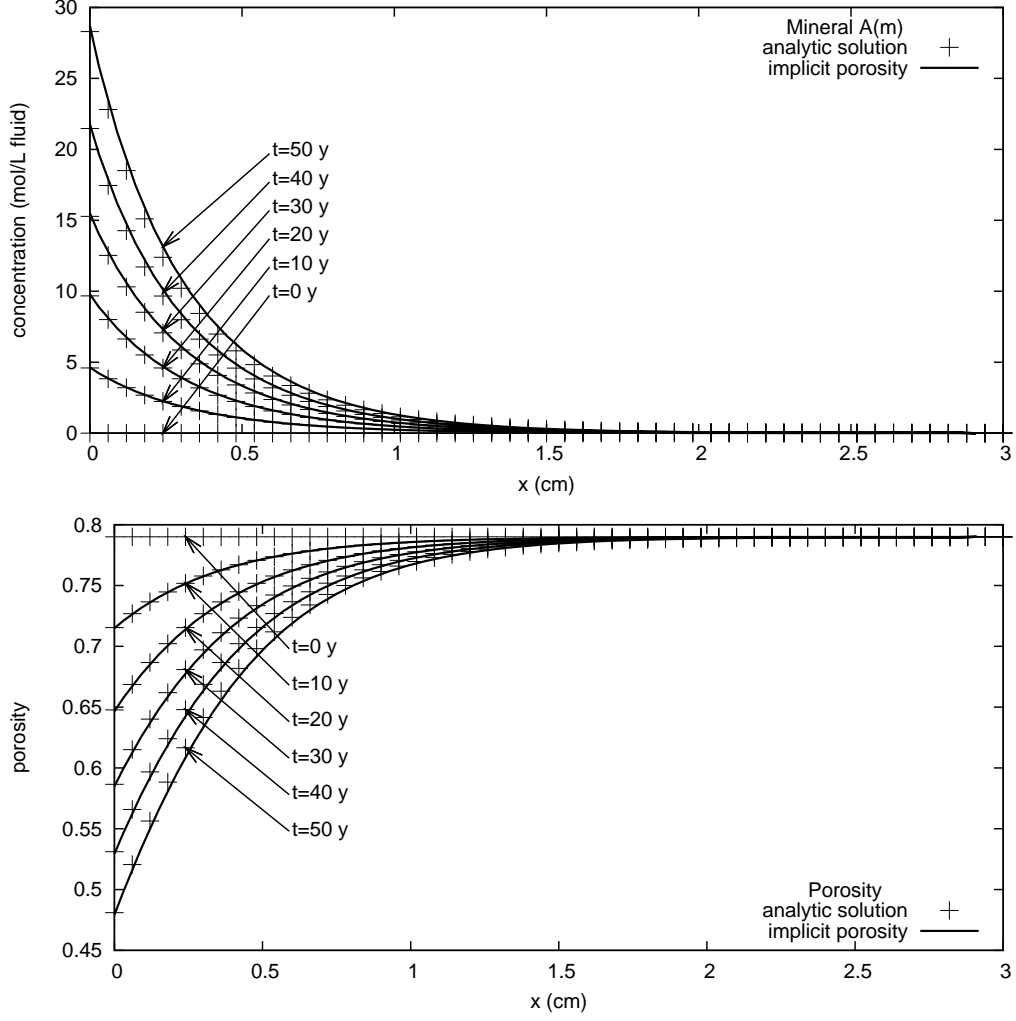 30
25
20
15
10
5
0
concentration (mol/L fluid)
Mineral A(m)
analytic solution
implicit porosity
t=50 y
t=40 y
t=30 y
t=20 y
t=10 y
t=0 y
0 0.5 1 1.5 2 2.5 3
x (cm)
0.8
0.75
0.7
0.65
0.6
0.55
0.5
0.45
porosity
t=0 y
t=10 y
t=20 y
t=30 y
t=40 y
t=50 y
Porosity
analytic solution
implicit porosity
0 0.5 1 1.5 2 2.5 3
x (cm)